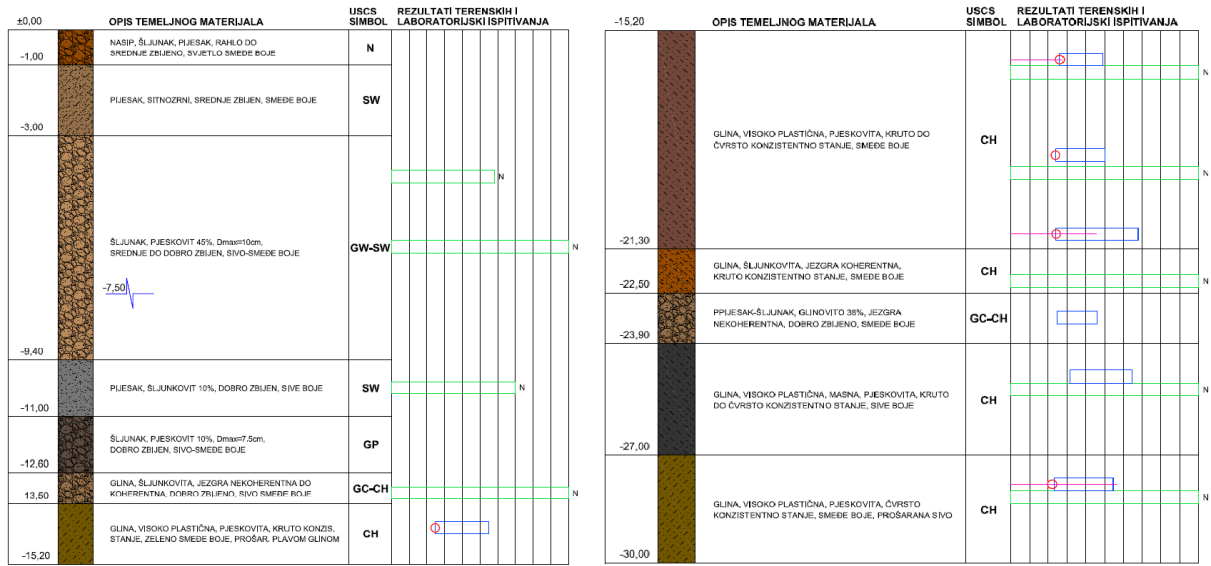 ±0,00
OPIS TEMELJNOG MATERIJALA
USCS
SIMBOL
REZULTATI TERENSKIH I
LABORATORIJSKI ISPITIVANJA
NASIP, ŠLJUNAK, PIJESAK, RAHLO DO
SREDNJE ZBIJENO, SVJETLO SMEĐE BOJE
N
-1,00
PIJESAK, SITNOZRNI, SREDNJE ZBIJEN, SMEĐE BOJE
SW
-3,00
N
ŠLJUNAK, PJESKOVIT 45%, Dmax=10cm,
SREDNJE DO DOBRO ZBIJEN, SIVO-SMEĐE BOJE
GW-SW
N
-7,50
-9,40
PIJESAK, ŠLJUNKOVIT 10%, DOBRO ZBIJEN, SIVE BOJE
SW
N
-11,00
ŠLJUNAK, PJESKOVIT 10%, Dmax=7.5cm,
DOBRO ZBIJEN, SIVO-SMEĐE BOJE
GP
-12,60
GLINA, ŠLJUNKOVITA, JEZGRA NEKOHERENTNA DO
KOHERENTNA, DOBRO ZBIJENO, SIVO SMEĐE BOJE
GC-CH
N
13,60
GLINA, VISOKO PLASTIČNA, PJESKOVITA, KRUTO KONZIS.
STANJE, ZELENO SMEĐE BOJE, PROŠAR. PLAVOM GLINOM
CH
-15,20
-15,20
OPIS TEMELJNOG MATERIJALA
USCS
SIMBOL
REZULTATI TERENSKIH I
LABORATORIJSKI ISPITIVANJA
N
GLINA, VISOKO PLASTIČNA, PJESKOVITA, KRUTO DO
ČVRSTO KONZISTENTNO STANJE, SMEĐE BOJE
CH
N
-21,30
GLINA, ŠLJUNKOVITA, JEZGRA KOHERENTNA,
KRUTO KONZISTENTNO STANJE, SMEĐE BOJE
CH
N
-22,50
PPIJESAK-ŠLJUNAK, GLINOVITO 38%, JEZGRA
NEKOHERENTNA, DOBRO ZBIJENO, SMEĐE BOJE
GC-CH
-23,90
GLINA, VISOKO PLASTIČNA, MASNA, PJESKOVITA, KRUTO
DO ČVRSTO KONZISTENTNO STANJE, SIVE BOJE
CH
N
-27,00
GLINA, VISOKO PLASTIČNA, PJESKOVITA, ČVRSTO
KONZISTENTNO STANJE, SMEĐE BOJE, PROŠARANA SIVO
CH
N
-30,00